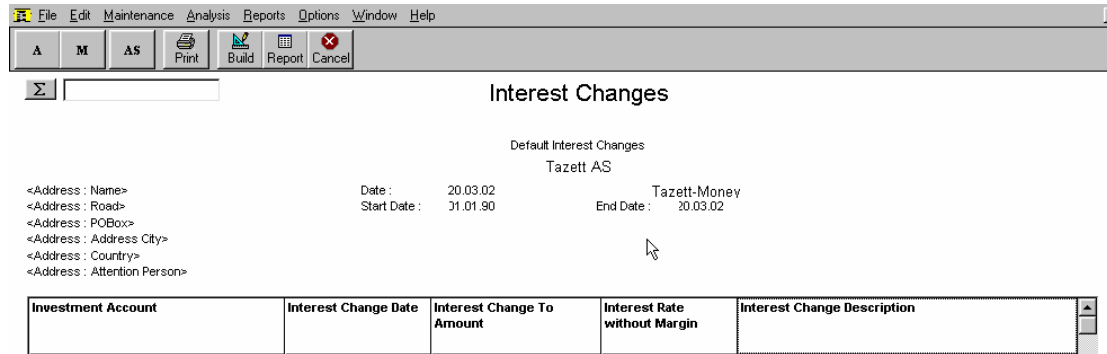 File Edit Maintenance Analysis Reports Options Window Help
A M AS Print Build Report Cancel
Σ
Interest Changes
Default Interest Changes
Tazett AS
<Address : Name> Date : 20.03.02 Tazett-Money
<Address : Road> Start Date : 01.01.90 End Date : 20.03.02
<Address : POBox>
<Address : Address City>
<Address : Country>
<Address : Attention Person>
Investment Account Interest Change Date Interest Change To Interest Rate Interest Change Description
Amount without Margin